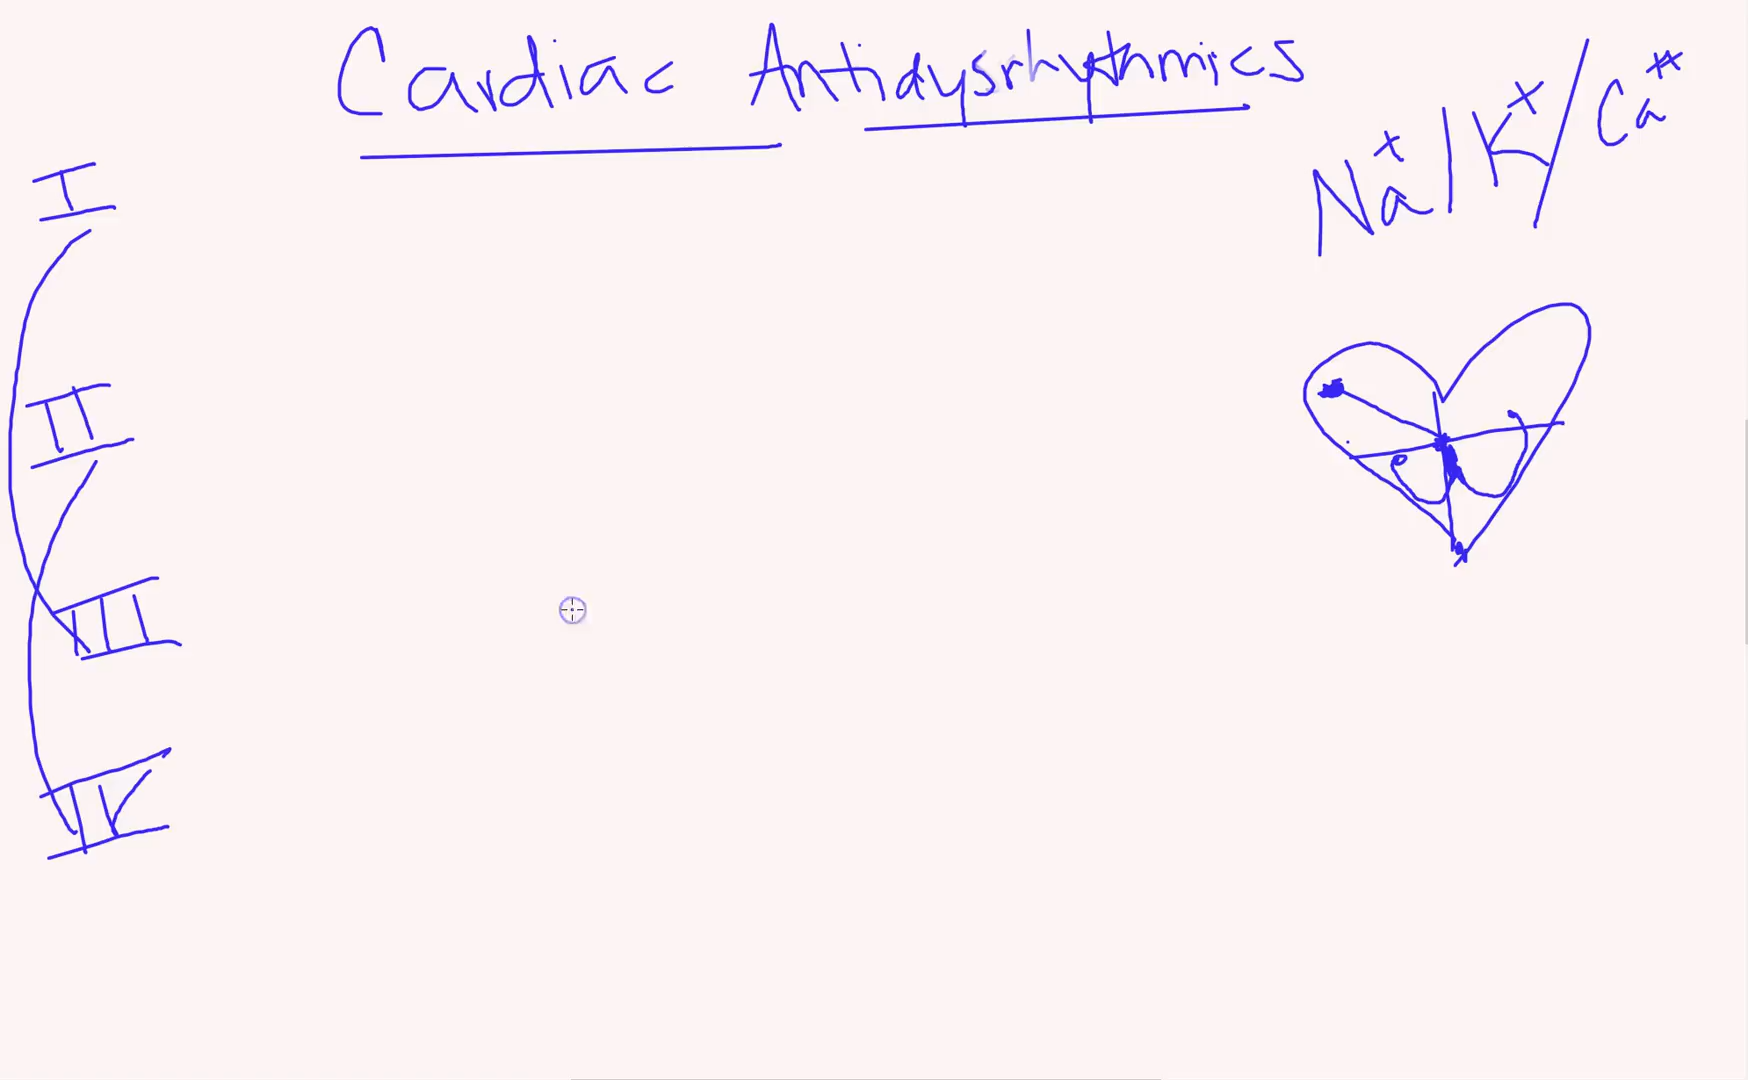 Cardiac Antidysrhythmics
Na+/K+/Ca++
I
II
III
IV